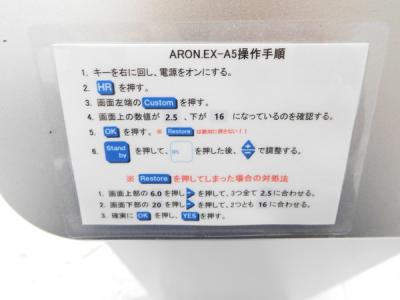 ARON.EX-A5操作手順
1. キーを右に回し、電源をオンにする。
2. HR を押す。
3. 画面左端の Custom を押す。
4. 画面上の数値が 2.5 、下が 16 になっているのを確認する。
5. OK を押す。 ※ Restore は絶対に押さない！！
6. Stand by を押して、 を押した後、 で調整する。
※ Restore を押してしまった場合の対処法
1. 画面上部の 6.0 を押し を押して、3つ全て 2.5 に合わせる。
2. 画面下部の 20 を押し を押して、2つとも 16 に合わせる。
3. 確実に OK を押し、 YES を押す。